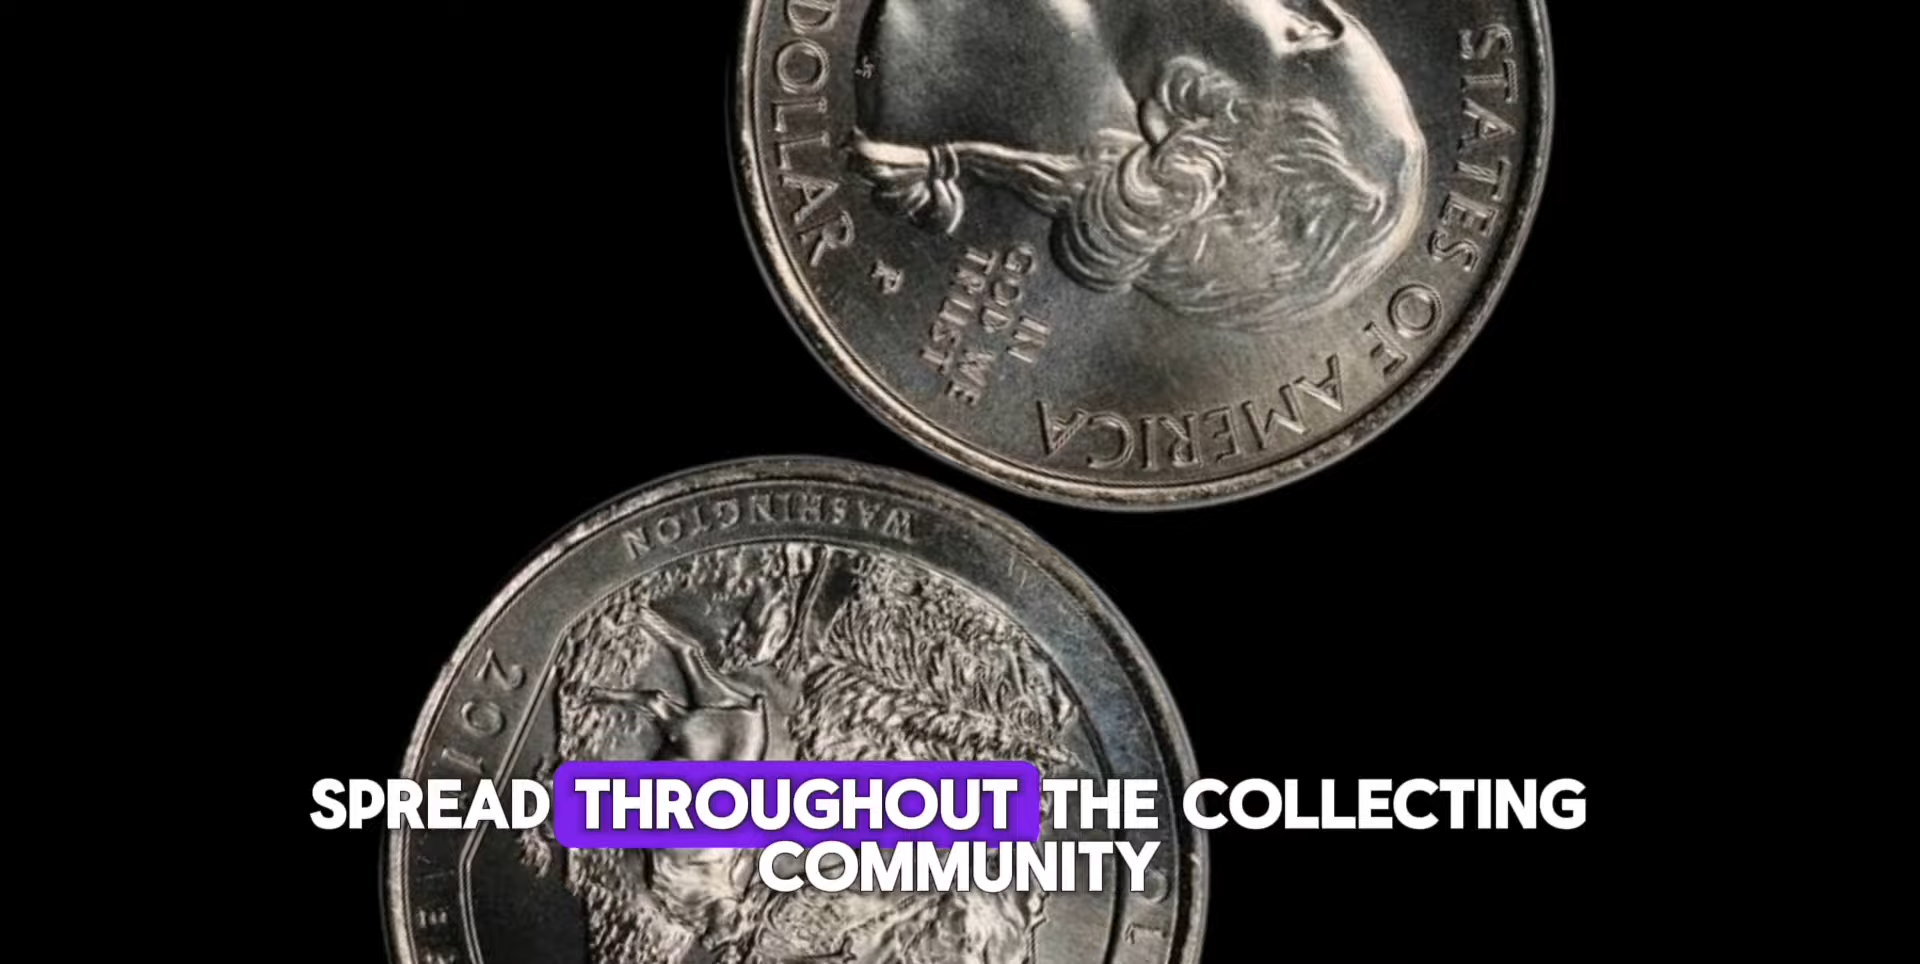 DOLLAR
STATES OF AMERICA
P
IN
GOD WE
TRUST
WASHINGTON
SPREAD THROUGHOUT THE COLLECTING
COMMUNITY